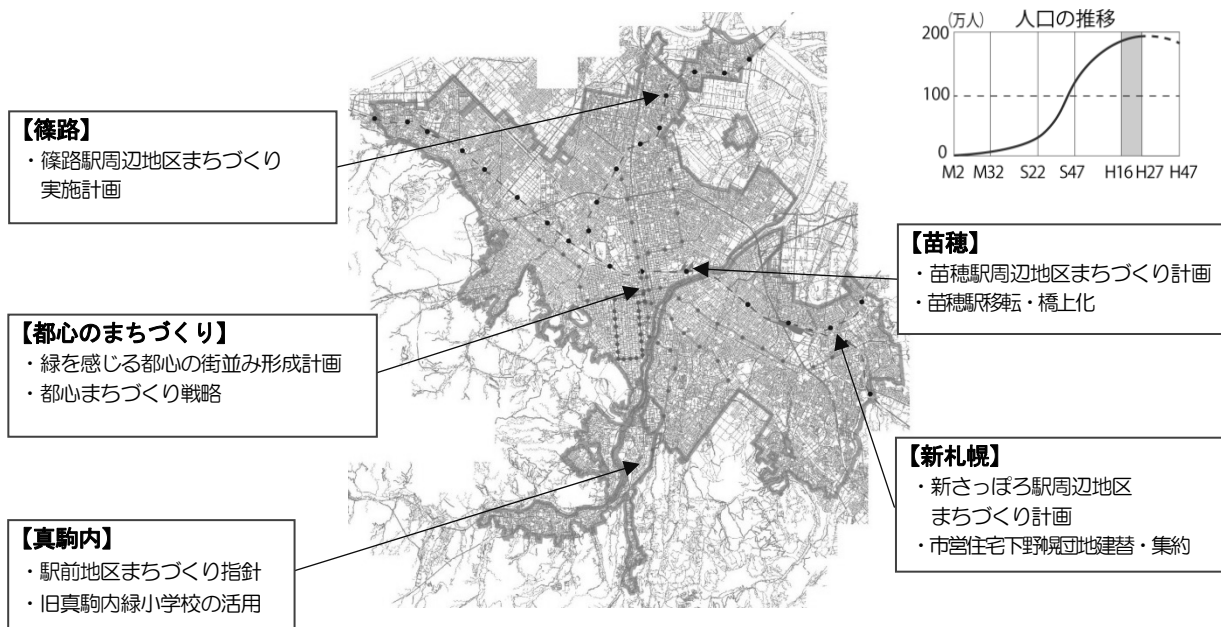 人口の推移
(万人)
200
100
0
M2 M32 S22 S47 H16 H27 H47
【篠路】
・篠路駅周辺地区まちづくり
実施計画
【都心のまちづくり】
・緑を感じる都心の街並み形成計画
・都心まちづくり戦略
【真駒内】
・駅前地区まちづくり指針
・旧真駒内緑小学校の活用
【苗穂】
・苗穂駅周辺地区まちづくり計画
・苗穂駅移転・橋上化
【新札幌】
・新さっぽろ駅周辺地区
まちづくり計画
・市営住宅下野幌団地建替・集約